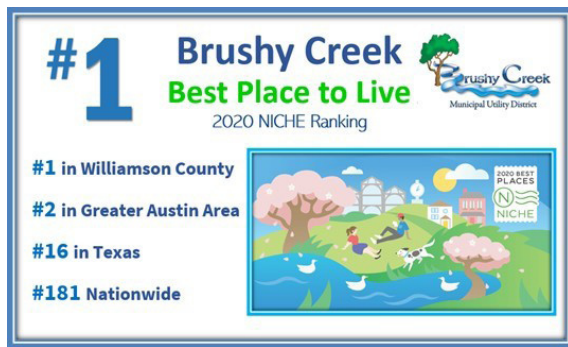 #1
Brushy Creek
Best Place to Live
2020 NICHE Ranking
Brushy Creek
Municipal Utility District
#1 in Williamson County
#2 in Greater Austin Area
#16 in Texas
#181 Nationwide
2020 BEST
PLACES
N
NICHE